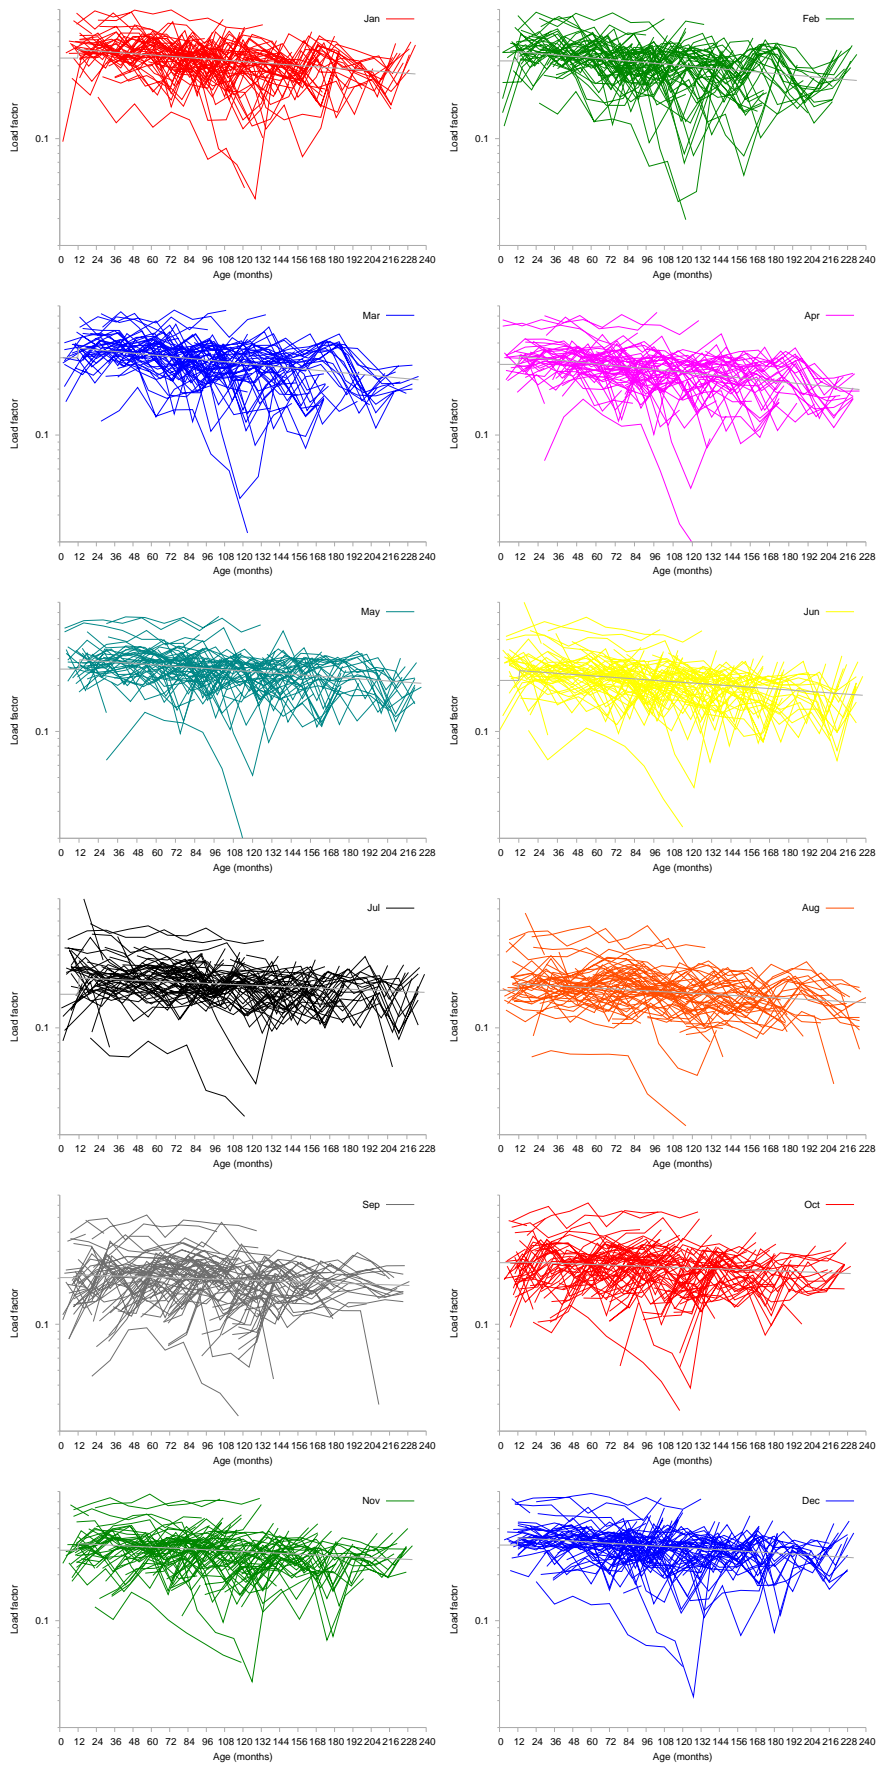 Jan
Load factor
0.1
0 12 24 36 48 60 72 84 96 108 120 132 144 156 168 180 192 204 216 228 240
Age (months)
Feb
Load factor
0.1
0 12 24 36 48 60 72 84 96 108 120 132 144 156 168 180 192 204 216 228 240
Age (months)
Mar
Load factor
0.1
0 12 24 36 48 60 72 84 96 108 120 132 144 156 168 180 192 204 216 228 240
Age (months)
Apr
Load factor
0.1
0 12 24 36 48 60 72 84 96 108 120 132 144 156 168 180 192 204 216 228
Age (months)
May
Load factor
0.1
0 12 24 36 48 60 72 84 96 108 120 132 144 156 168 180 192 204 216 228
Age (months)
Jun
Load factor
0.1
0 12 24 36 48 60 72 84 96 108 120 132 144 156 168 180 192 204 216 228
Age (months)
Jul
Load factor
0.1
0 12 24 36 48 60 72 84 96 108 120 132 144 156 168 180 192 204 216 228
Age (months)
Aug
Load factor
0.1
0 12 24 36 48 60 72 84 96 108 120 132 144 156 168 180 192 204 216 228
Age (months)
Sep
Load factor
0.1
0 12 24 36 48 60 72 84 96 108 120 132 144 156 168 180 192 204 216 228 240
Age (months)
Oct
Load factor
0.1
0 12 24 36 48 60 72 84 96 108 120 132 144 156 168 180 192 204 216 228 240
Age (months)
Nov
Load factor
0.1
0 12 24 36 48 60 72 84 96 108 120 132 144 156 168 180 192 204 216 228 240
Age (months)
Dec
Load factor
0.1
0 12 24 36 48 60 72 84 96 108 120 132 144 156 168 180 192 204 216 228 240
Age (months)